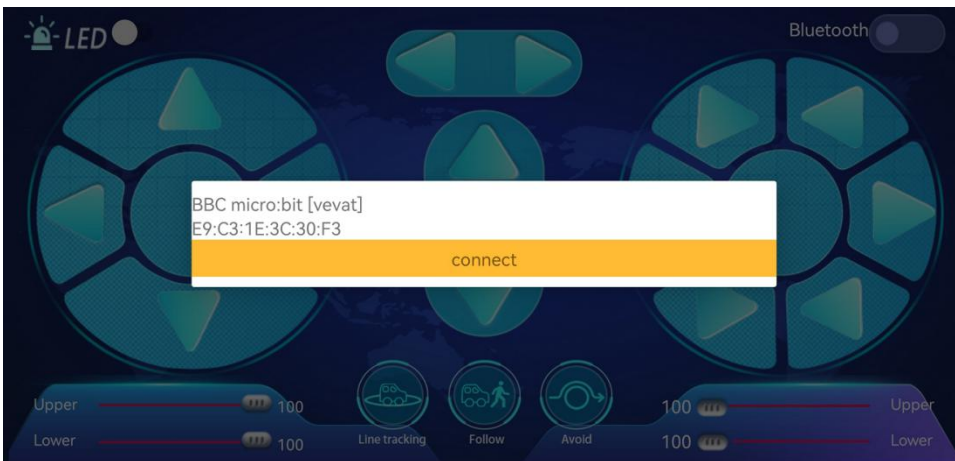 LED
Bluetooth
BBC micro:bit [vevat]
E9:C3:1E:3C:30:F3
connect
Upper 100
Lower 100
Line tracking
Follow
Avoid
100 Upper
100 Lower